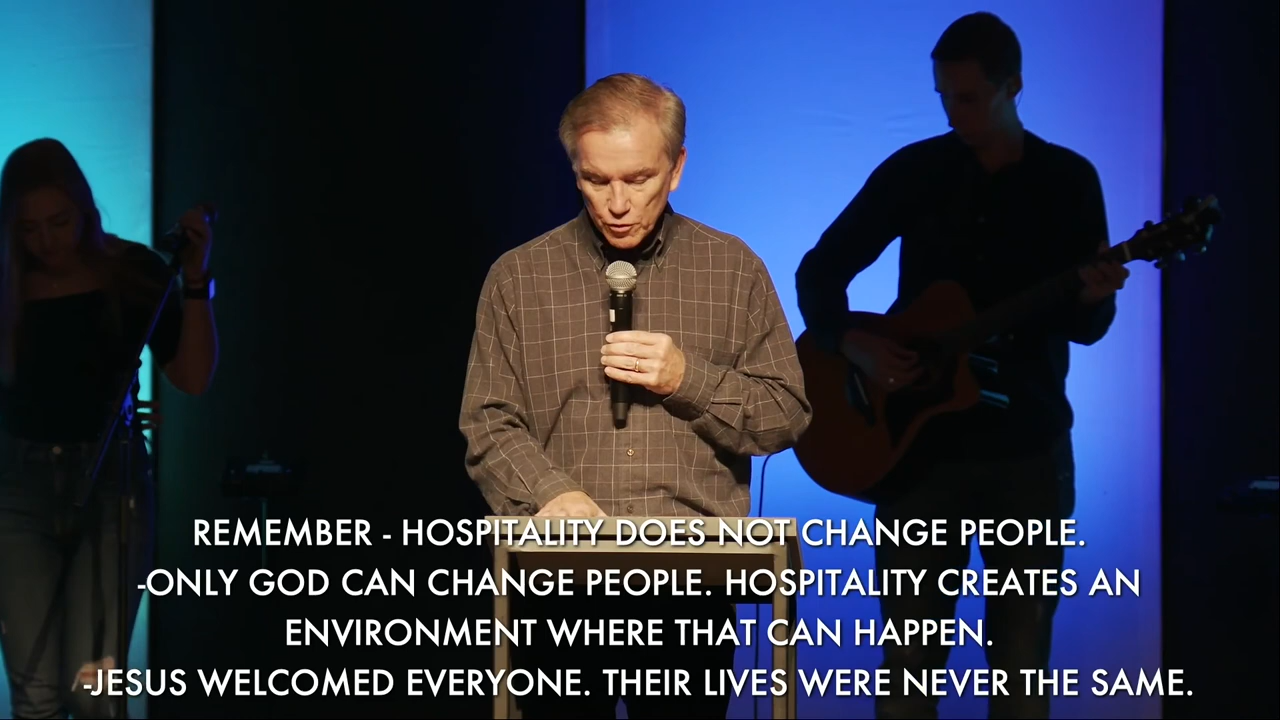 REMEMBER - HOSPITALITY DOES NOT CHANGE PEOPLE.
-ONLY GOD CAN CHANGE PEOPLE. HOSPITALITY CREATES AN
ENVIRONMENT WHERE THAT CAN HAPPEN.
-JESUS WELCOMED EVERYONE. THEIR LIVES WERE NEVER THE SAME.